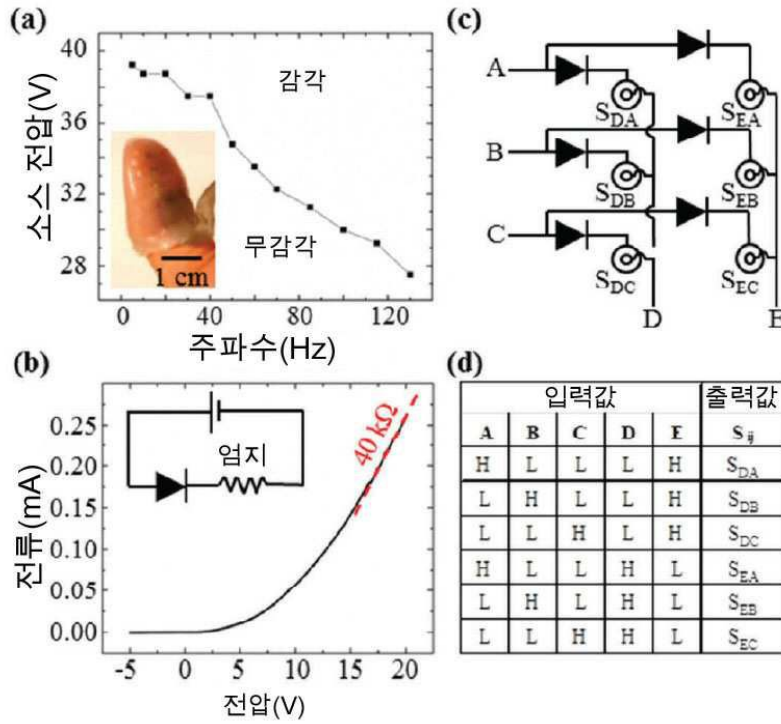 (a)
소스 전압(V)
40
36
32
28
감각
무감각
1 cm
0 40 80 120
주파수(Hz)
(b)
전류(mA)
0.25
0.20
0.15
0.10
0.05
0.00
엄지
40 kΩ
-5 0 5 10 15 20
전압(V)
(c)
A
B
C
S_DA S_EA
S_DB S_EB
S_DC S_EC
D E
(d)
입력값 출력값
A B C D E S_ij
H L L L H S_DA
L H L L H S_DB
L L H L H S_DC
H L L H L S_EA
L H L H L S_EB
L L H H L S_EC